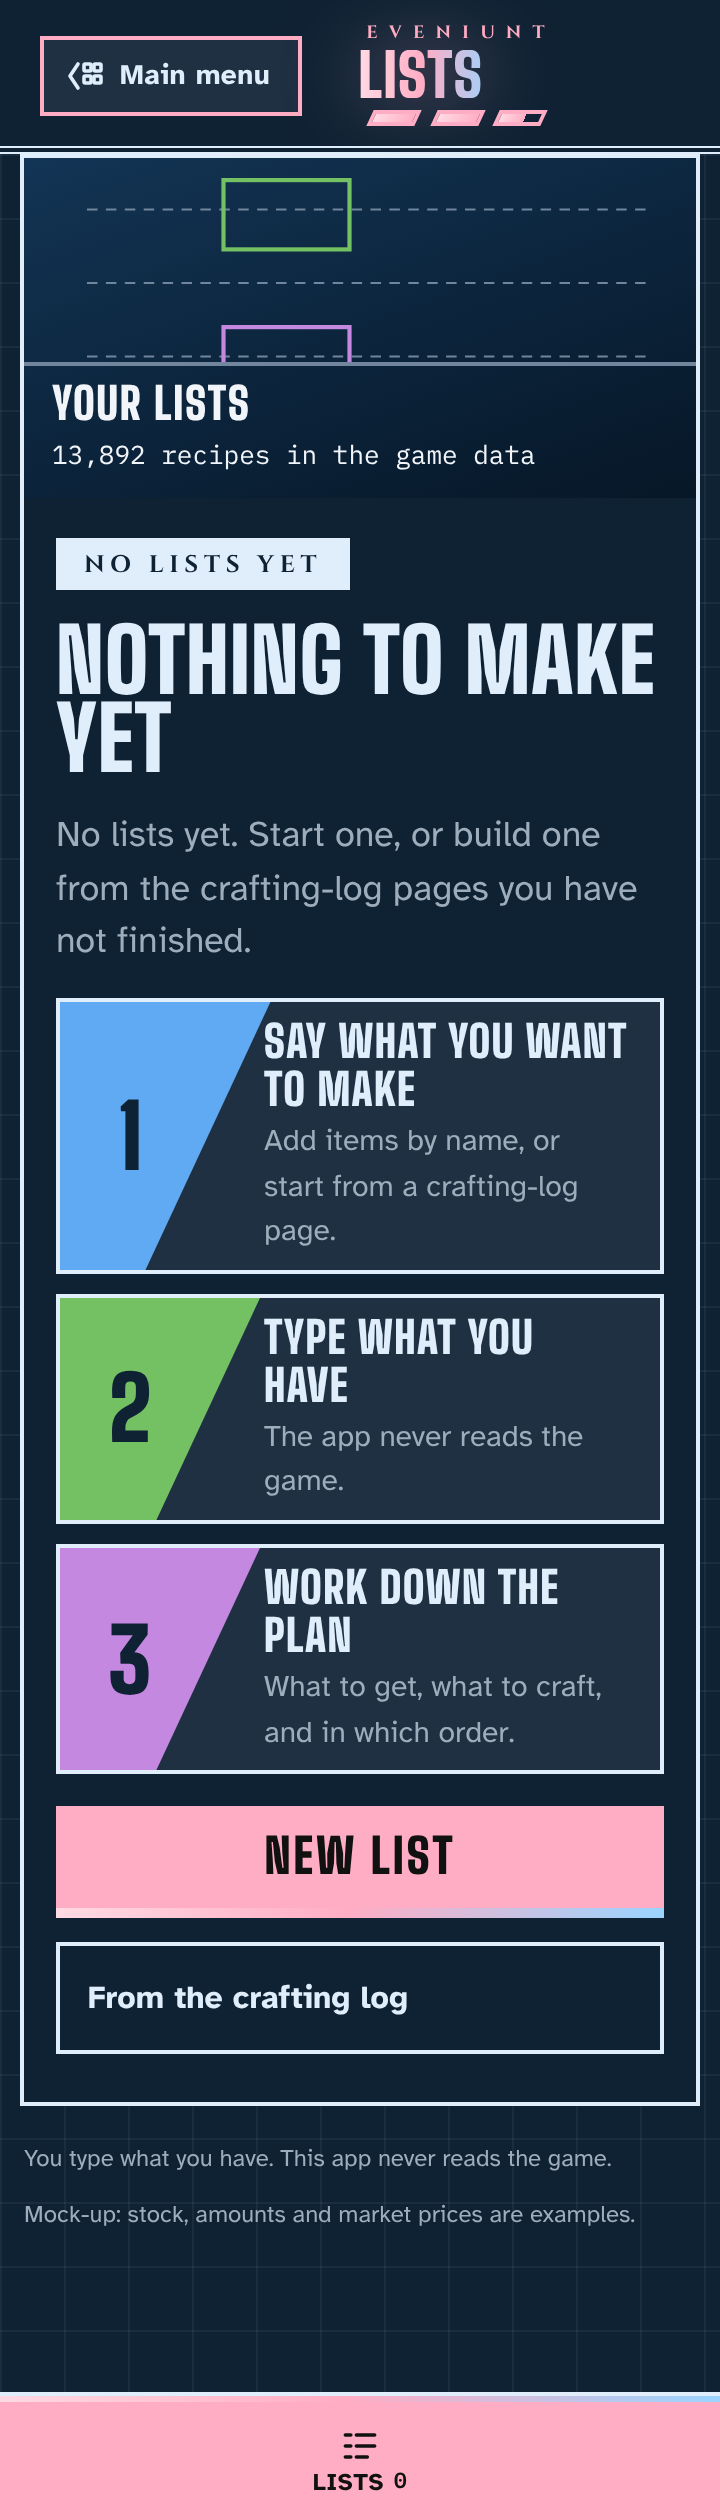 Main menu
EVENIUNT
LISTS
YOUR LISTS
13,892 recipes in the game data
NO LISTS YET
NOTHING TO MAKE
YET
No lists yet. Start one, or build one
from the crafting-log pages you have
not finished.
1
SAY WHAT YOU WANT
TO MAKE
Add items by name, or
start from a crafting-log
page.
2
TYPE WHAT YOU
HAVE
The app never reads the
game.
3
WORK DOWN THE
PLAN
What to get, what to craft,
and in which order.
NEW LIST
From the crafting log
You type what you have. This app never reads the game.
Mock-up: stock, amounts and market prices are examples.
LISTS 0